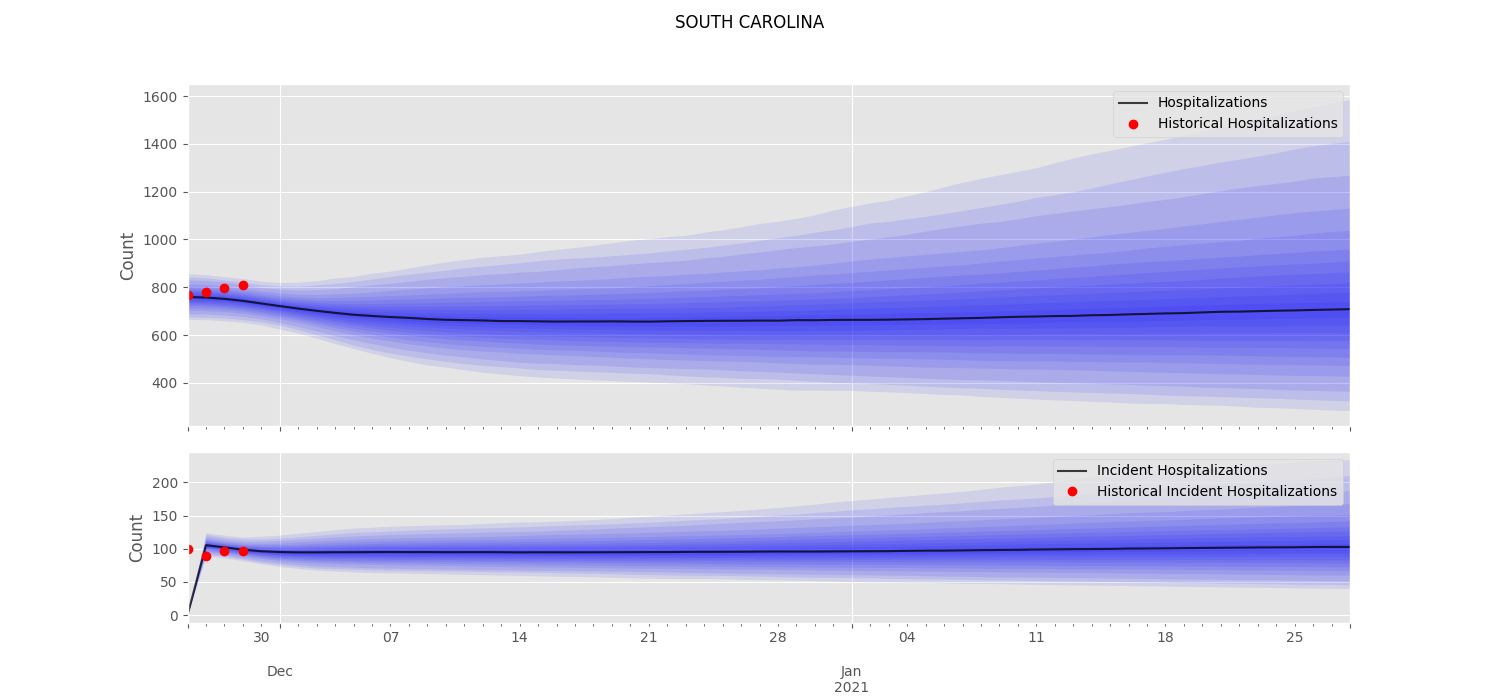 SOUTH CAROLINA
1600
1400
1200
1000
800
600
400
Count
Hospitalizations
Historical Hospitalizations
200
150
100
50
0
Count
Incident Hospitalizations
Historical Incident Hospitalizations
30 07 14 21 28 04 11 18 25
Dec Jan
2021